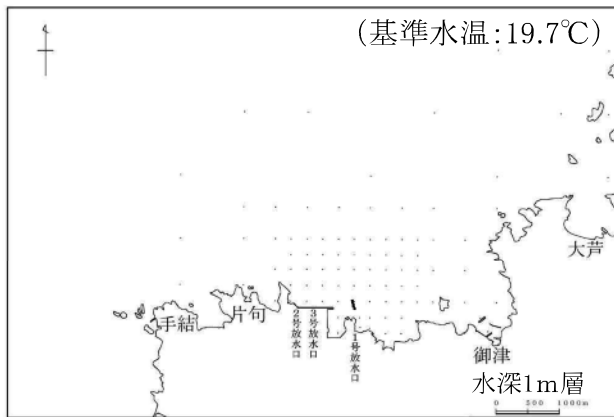 (基準水温:19.7℃)
大芦
手結
片句
2号放水口
3号放水口
1号放水口
御津
水深1m層
0 500 1000m